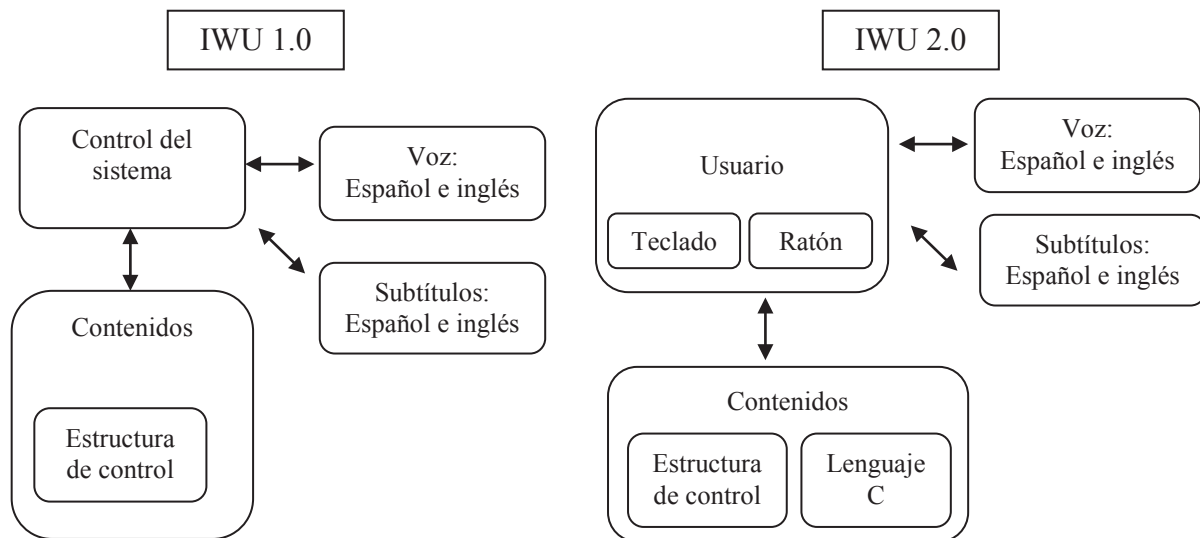 IWU 1.0
Control del
sistema
Voz:
Español e inglés
Subtítulos:
Español e inglés
Contenidos
Estructura
de control
IWU 2.0
Usuario
Teclado
Ratón
Voz:
Español e inglés
Subtítulos:
Español e inglés
Contenidos
Estructura
de control
Lenguaje
C